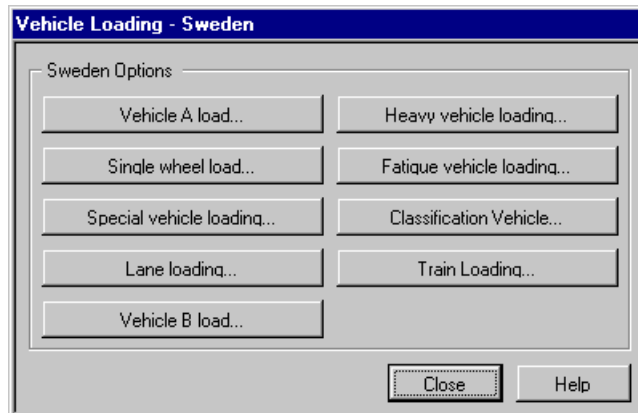 Vehicle Loading - Sweden
Sweden Options
Vehicle A load...
Heavy vehicle loading...
Single wheel load...
Fatigue vehicle loading...
Special vehicle loading...
Classification Vehicle...
Lane loading...
Train Loading...
Vehicle B load...
Close
Help